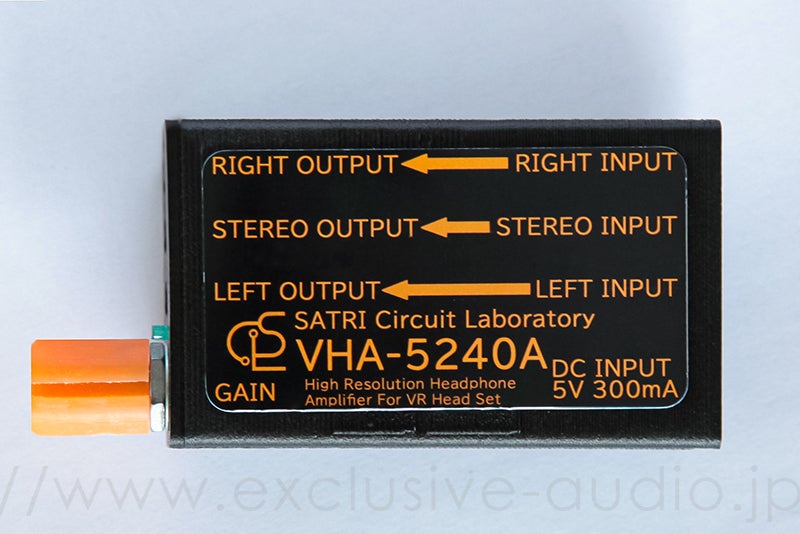 RIGHT OUTPUT RIGHT INPUT
STEREO OUTPUT STEREO INPUT
LEFT OUTPUT LEFT INPUT
SATRI Circuit Laboratory
VHA-5240A
DC INPUT
GAIN
High Resolution Headphone
Amplifier For VR Head Set
5V 300mA
//www.exclusive-audio.jp